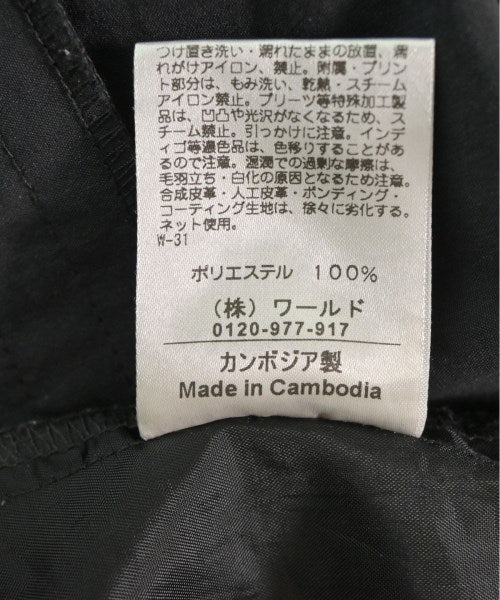 つけ置き洗い・濡れたままの放置、濡
れがけアイロン、禁止。附属・プリン
ト部分は、もみ洗い、乾熱・スチーム
アイロン禁止。プリーツ等特殊加工製
品は、凹凸や光沢がなくなるため、ス
チーム禁止。引っかけに注意。インデ
ィゴ等濃色品は、色移りすることがあ
るので注意。湿潤での過剰な摩擦は、
毛羽立ち・白化の原因となるため注意。
合成皮革・人工皮革・ボンディング・
コーティング生地は、徐々に劣化する。
ネット使用。
W-31
ポリエステル 100%
(株) ワールド
0120-977-917
カンボジア製
Made in Cambodia